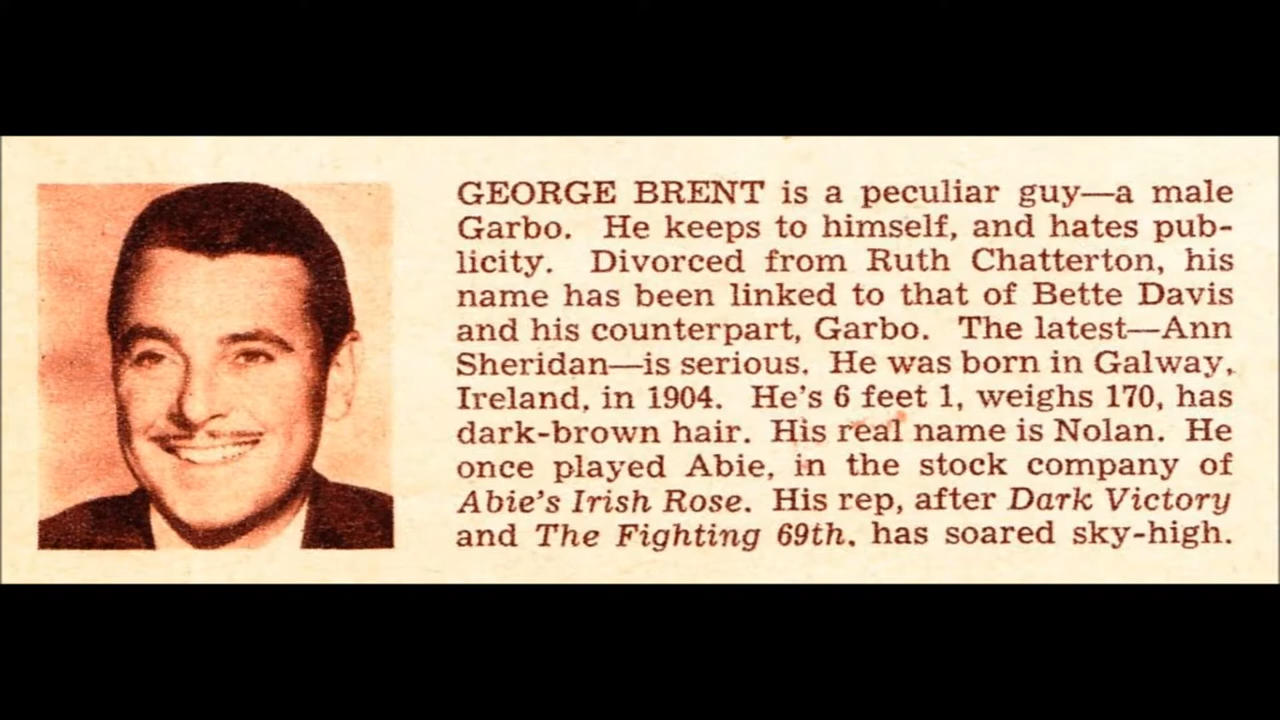 GEORGE BRENT is a peculiar guy—a male
Garbo. He keeps to himself, and hates pub-
licity. Divorced from Ruth Chatterton, his
name has been linked to that of Bette Davis
and his counterpart, Garbo. The latest—Ann
Sheridan—is serious. He was born in Galway,
Ireland, in 1904. He's 6 feet 1, weighs 170, has
dark-brown hair. His real name is Nolan. He
once played Abie, in the stock company of
Abie's Irish Rose. His rep, after Dark Victory
and The Fighting 69th, has soared sky-high.